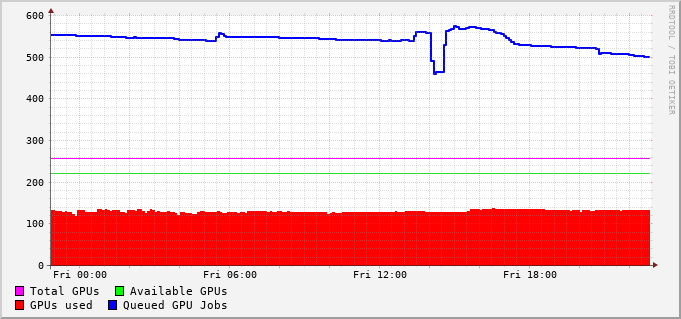 600
500
400
300
200
100
0
Fri 00:00 Fri 06:00 Fri 12:00 Fri 18:00
Total GPUs Available GPUs
GPUs used Queued GPU Jobs
RRDTOOL / TOBI OETIKER